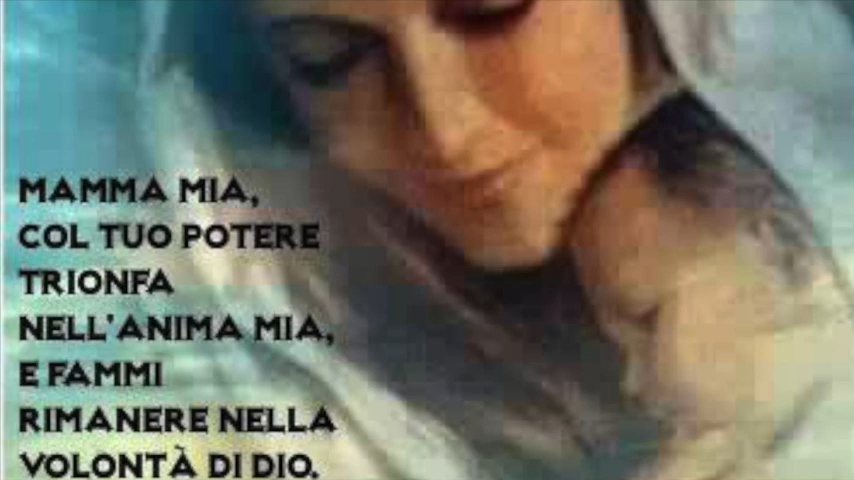 MAMMA MIA,
COL TUO POTERE
TRIONFA
NELL'ANIMA MIA,
E FAMMI
RIMANERE NELLA
VOLONTÀ DI DIO.